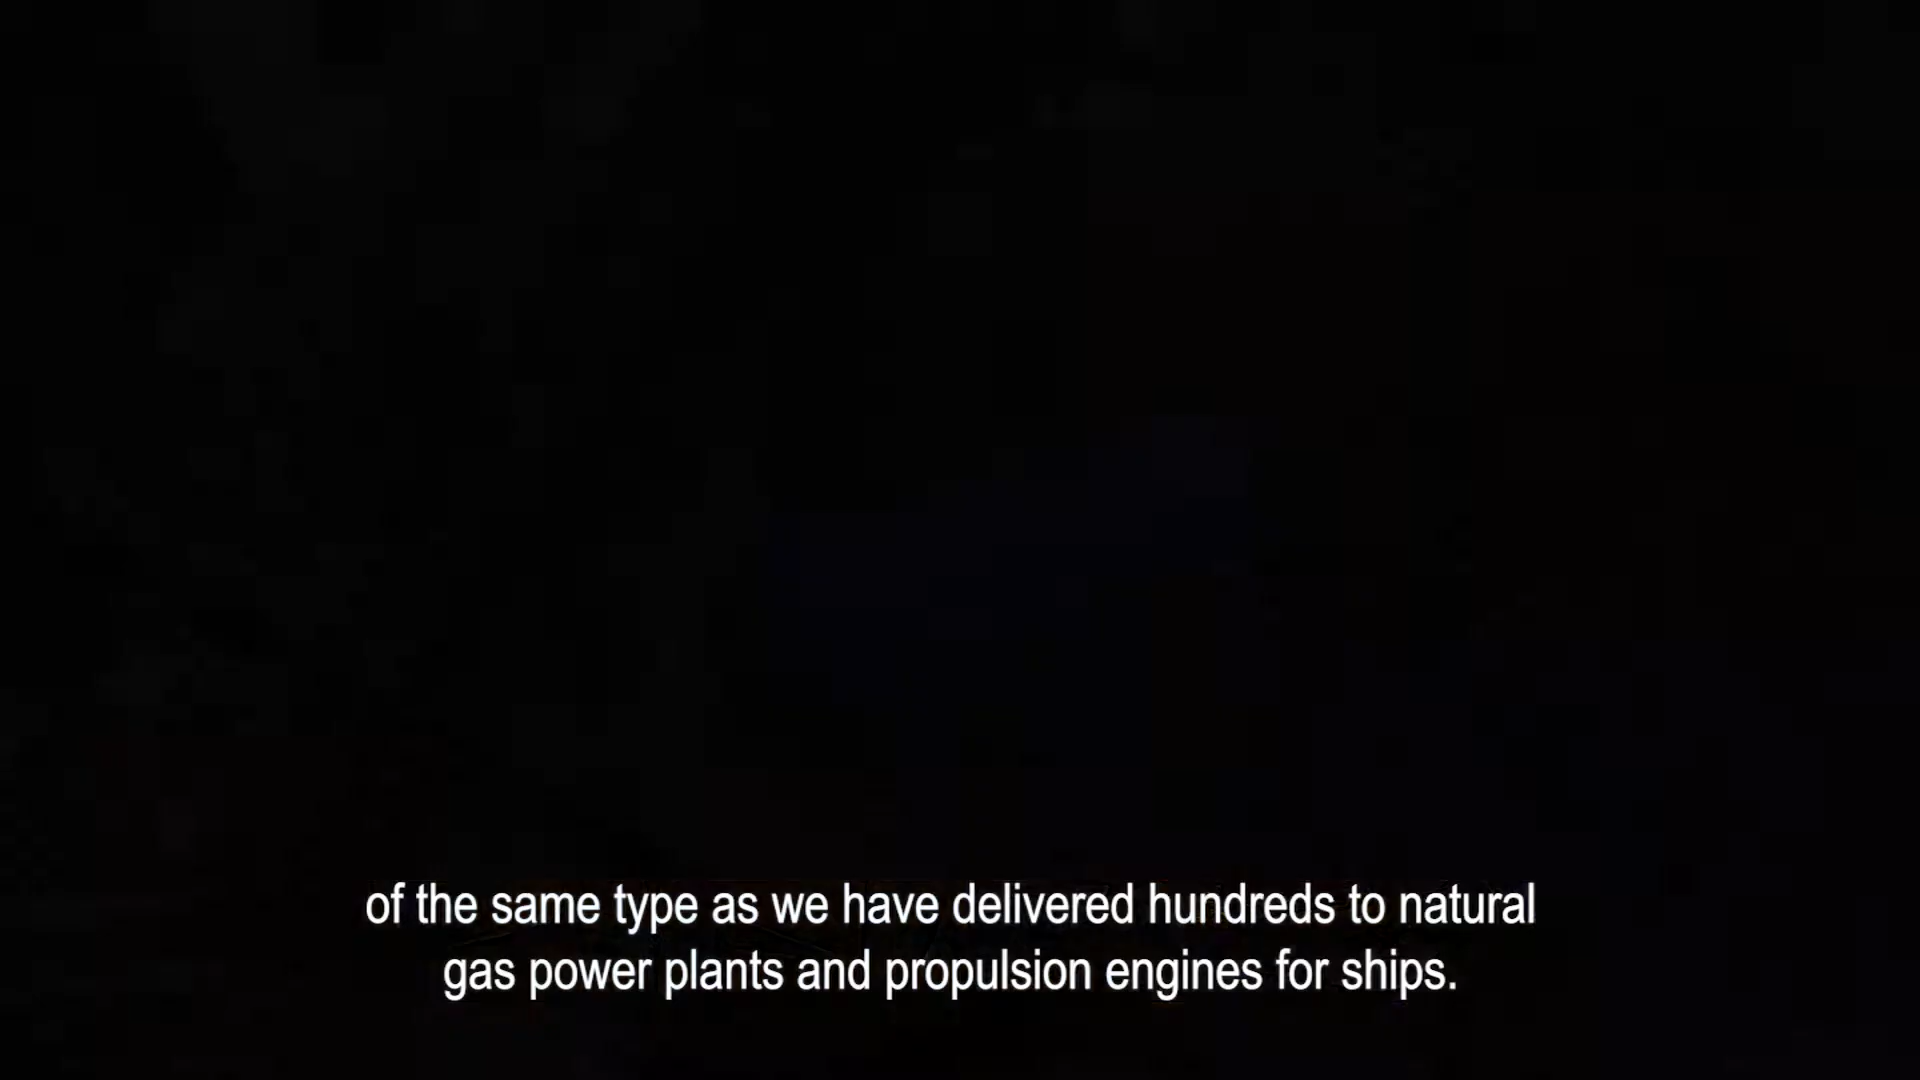 of the same type as we have delivered hundreds to natural
gas power plants and propulsion engines for ships.